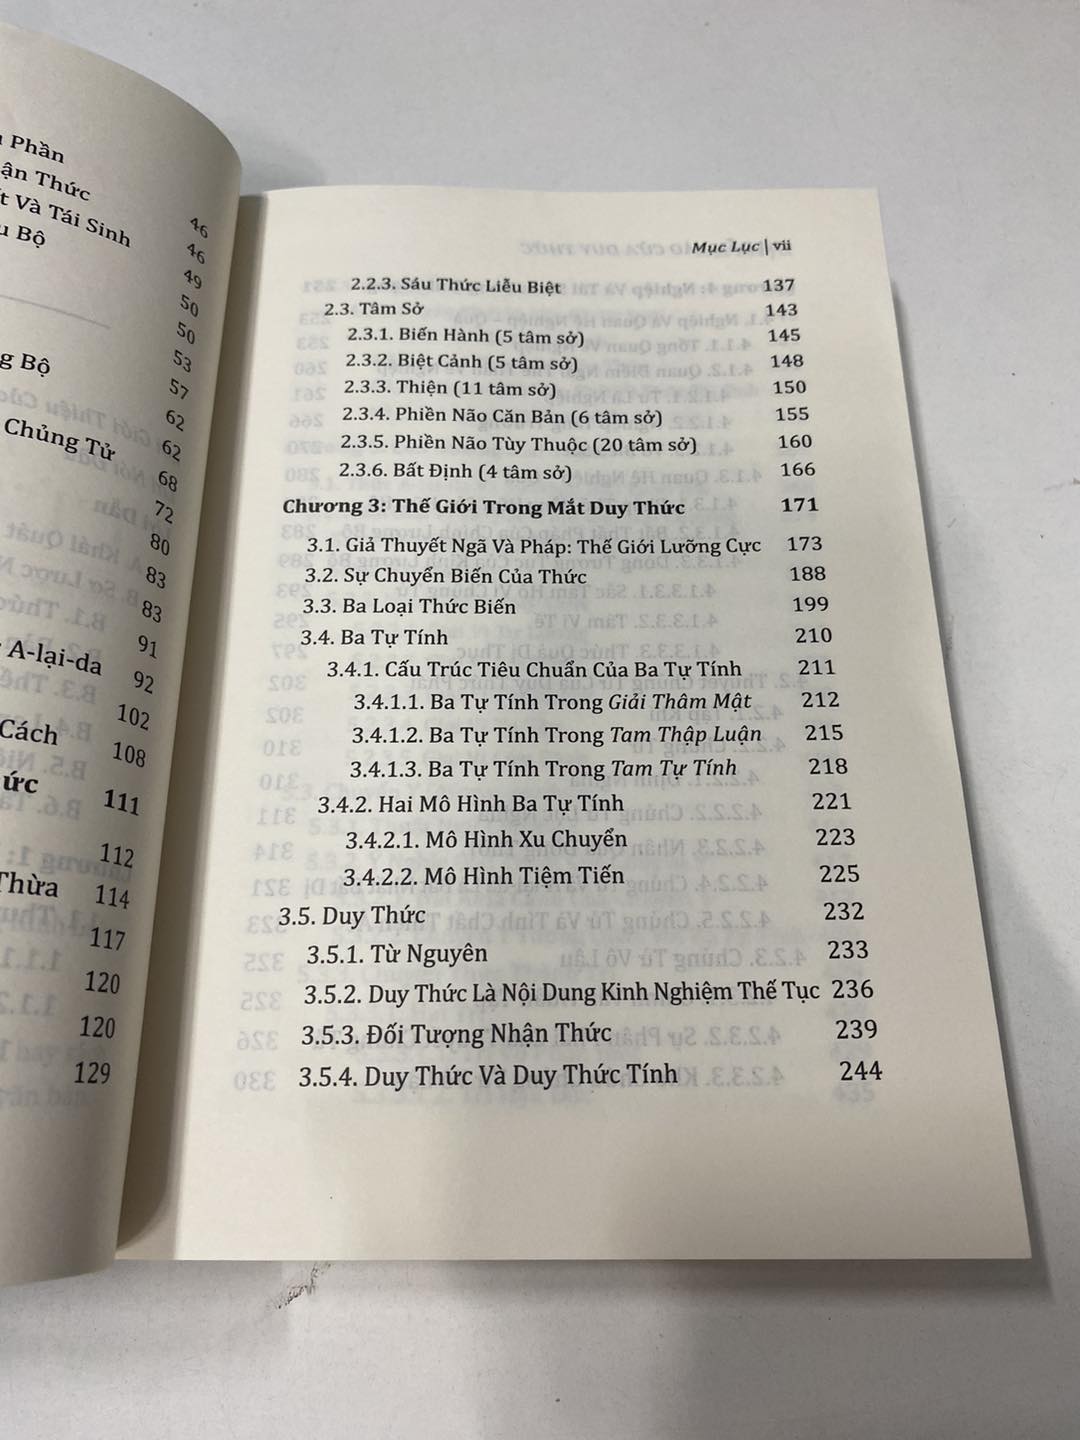 Phần
Thức
Và Tái Sinh 46
Bộ 46
49
50
50
53
Bộ 57
62
62
Chủng Tử 68
72
80
83
83
91
A-lại-da 92
102
Cách 108
111
112
Thừa 114
117
120
120
129
Mục Lục | vii
2.2.3. Sáu Thức Liễu Biệt 137
2.3. Tâm Sở 143
2.3.1. Biến Hành (5 tâm sở) 145
2.3.2. Biệt Cảnh (5 tâm sở) 148
2.3.3. Thiện (11 tâm sở) 150
2.3.4. Phiền Não Căn Bản (6 tâm sở) 155
2.3.5. Phiền Não Tùy Thuộc (20 tâm sở) 160
2.3.6. Bất Định (4 tâm sở) 166
Chương 3: Thế Giới Trong Mắt Duy Thức 171
3.1. Giả Thuyết Ngã Và Pháp: Thế Giới Lưỡng Cực 173
3.2. Sự Chuyển Biến Của Thức 188
3.3. Ba Loại Thức Biến 199
3.4. Ba Tự Tính 210
3.4.1. Cấu Trúc Tiêu Chuẩn Của Ba Tự Tính 211
3.4.1.1. Ba Tự Tính Trong Giải Thâm Mật 212
3.4.1.2. Ba Tự Tính Trong Tam Thập Luận 215
3.4.1.3. Ba Tự Tính Trong Tam Tự Tính 218
3.4.2. Hai Mô Hình Ba Tự Tính 221
3.4.2.1. Mô Hình Xu Chuyển 223
3.4.2.2. Mô Hình Tiệm Tiến 225
3.5. Duy Thức 232
3.5.1. Từ Nguyên 233
3.5.2. Duy Thức Là Nội Dung Kinh Nghiệm Thế Tục 236
3.5.3. Đối Tượng Nhận Thức 239
3.5.4. Duy Thức Và Duy Thức Tính 244